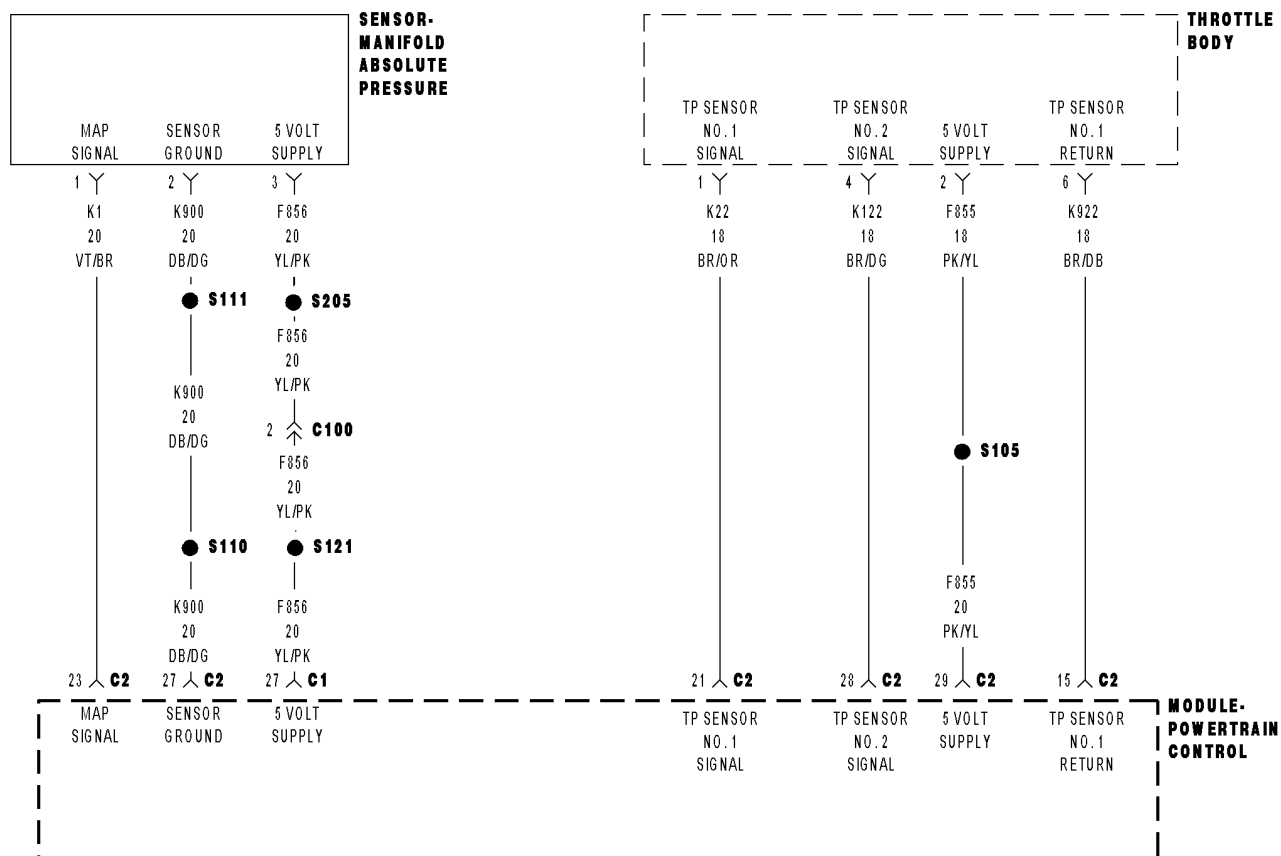 SENSOR-
MANIFOLD
ABSOLUTE
PRESSURE
THROTTLE
BODY
MAP
SIGNAL
SENSOR
GROUND
5 VOLT
SUPPLY
TP SENSOR
NO.1
SIGNAL
TP SENSOR
NO.2
SIGNAL
5 VOLT
SUPPLY
TP SENSOR
NO.1
RETURN
1
2
3
1
4
2
6
K1
20
VT/BR
K900
20
DB/DG
F856
20
YL/PK
K22
18
BR/OR
K122
18
BR/DG
F855
18
PK/YL
K922
18
BR/DB
S111
S205
F856
20
YL/PK
K900
20
DB/DG
2
C100
F856
20
YL/PK
S105
S110
S121
K900
20
DB/DG
F856
20
YL/PK
F855
20
PK/YL
23 C2
27 C2
27 C1
21 C2
28 C2
29 C2
15 C2
MAP
SIGNAL
SENSOR
GROUND
5 VOLT
SUPPLY
TP SENSOR
NO.1
SIGNAL
TP SENSOR
NO.2
SIGNAL
5 VOLT
SUPPLY
TP SENSOR
NO.1
RETURN
MODULE-
POWERTRAIN
CONTROL